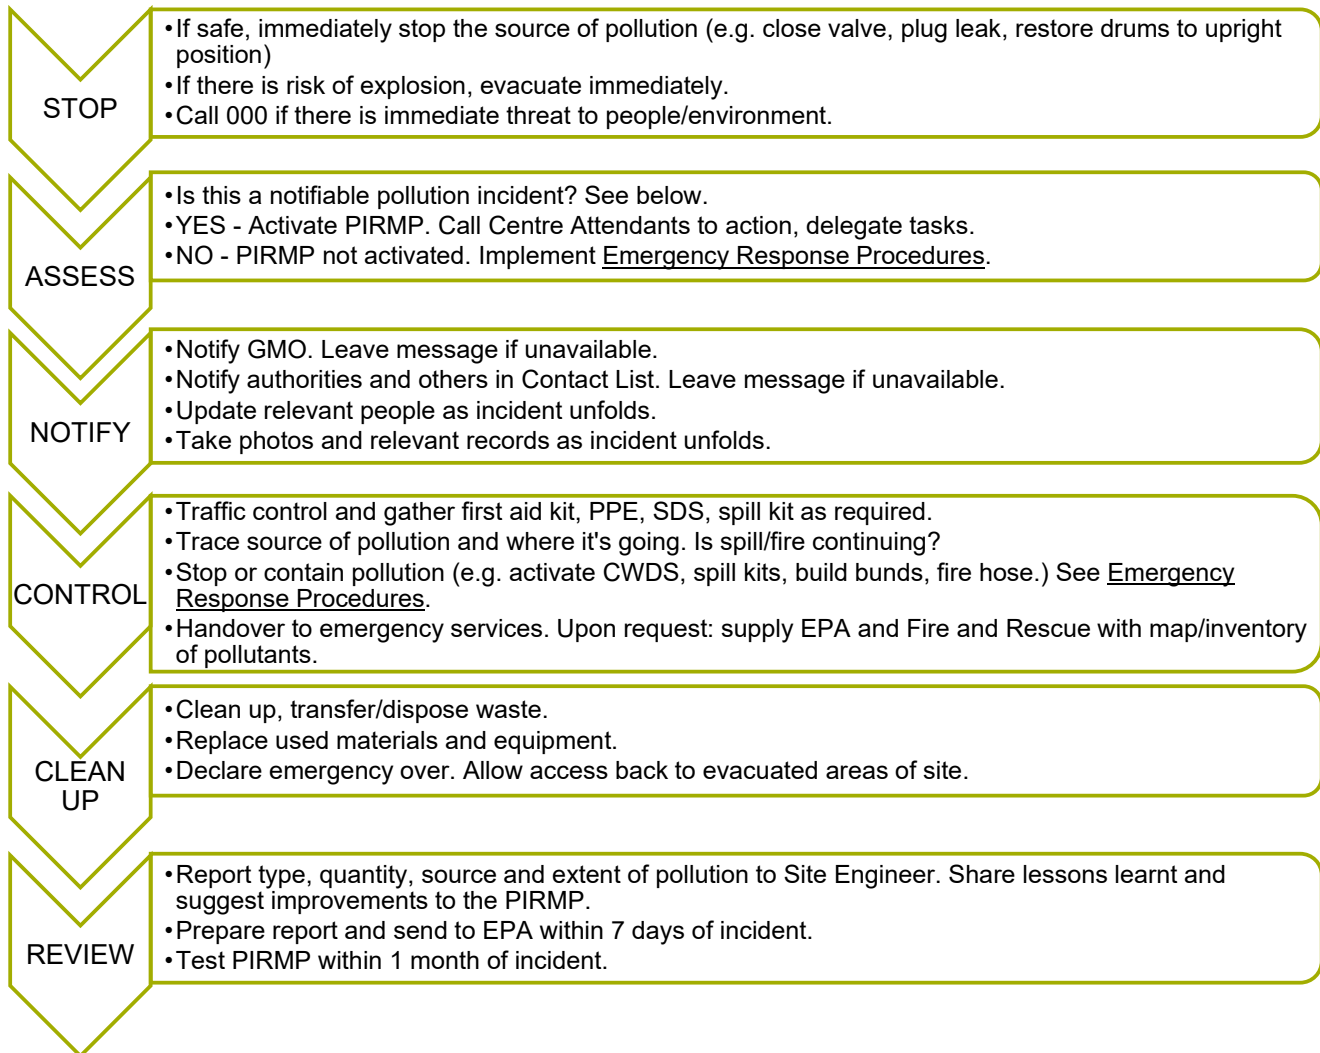 STOP
•If safe, immediately stop the source of pollution (e.g. close valve, plug leak, restore drums to upright
position)
•If there is risk of explosion, evacuate immediately.
•Call 000 if there is immediate threat to people/environment.
ASSESS
•Is this a notifiable pollution incident? See below.
•YES - Activate PIRMP. Call Centre Attendants to action, delegate tasks.
•NO - PIRMP not activated. Implement Emergency Response Procedures.
NOTIFY
•Notify GMO. Leave message if unavailable.
•Notify authorities and others in Contact List. Leave message if unavailable.
•Update relevant people as incident unfolds.
•Take photos and relevant records as incident unfolds.
CONTROL
•Traffic control and gather first aid kit, PPE, SDS, spill kit as required.
•Trace source of pollution and where it's going. Is spill/fire continuing?
•Stop or contain pollution (e.g. activate CWDS, spill kits, build bunds, fire hose.) See Emergency
Response Procedures.
•Handover to emergency services. Upon request: supply EPA and Fire and Rescue with map/inventory
of pollutants.
CLEAN
UP
•Clean up, transfer/dispose waste.
•Replace used materials and equipment.
•Declare emergency over. Allow access back to evacuated areas of site.
REVIEW
•Report type, quantity, source and extent of pollution to Site Engineer. Share lessons learnt and
suggest improvements to the PIRMP.
•Prepare report and send to EPA within 7 days of incident.
•Test PIRMP within 1 month of incident.